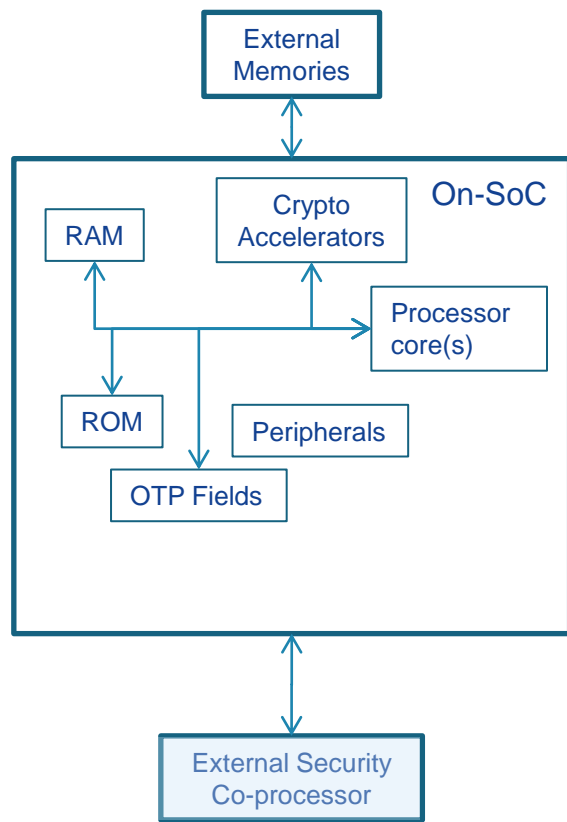 External
Memories
On-SoC
Crypto
Accelerators
RAM
Processor
core(s)
ROM
Peripherals
OTP Fields
External Security
Co-processor